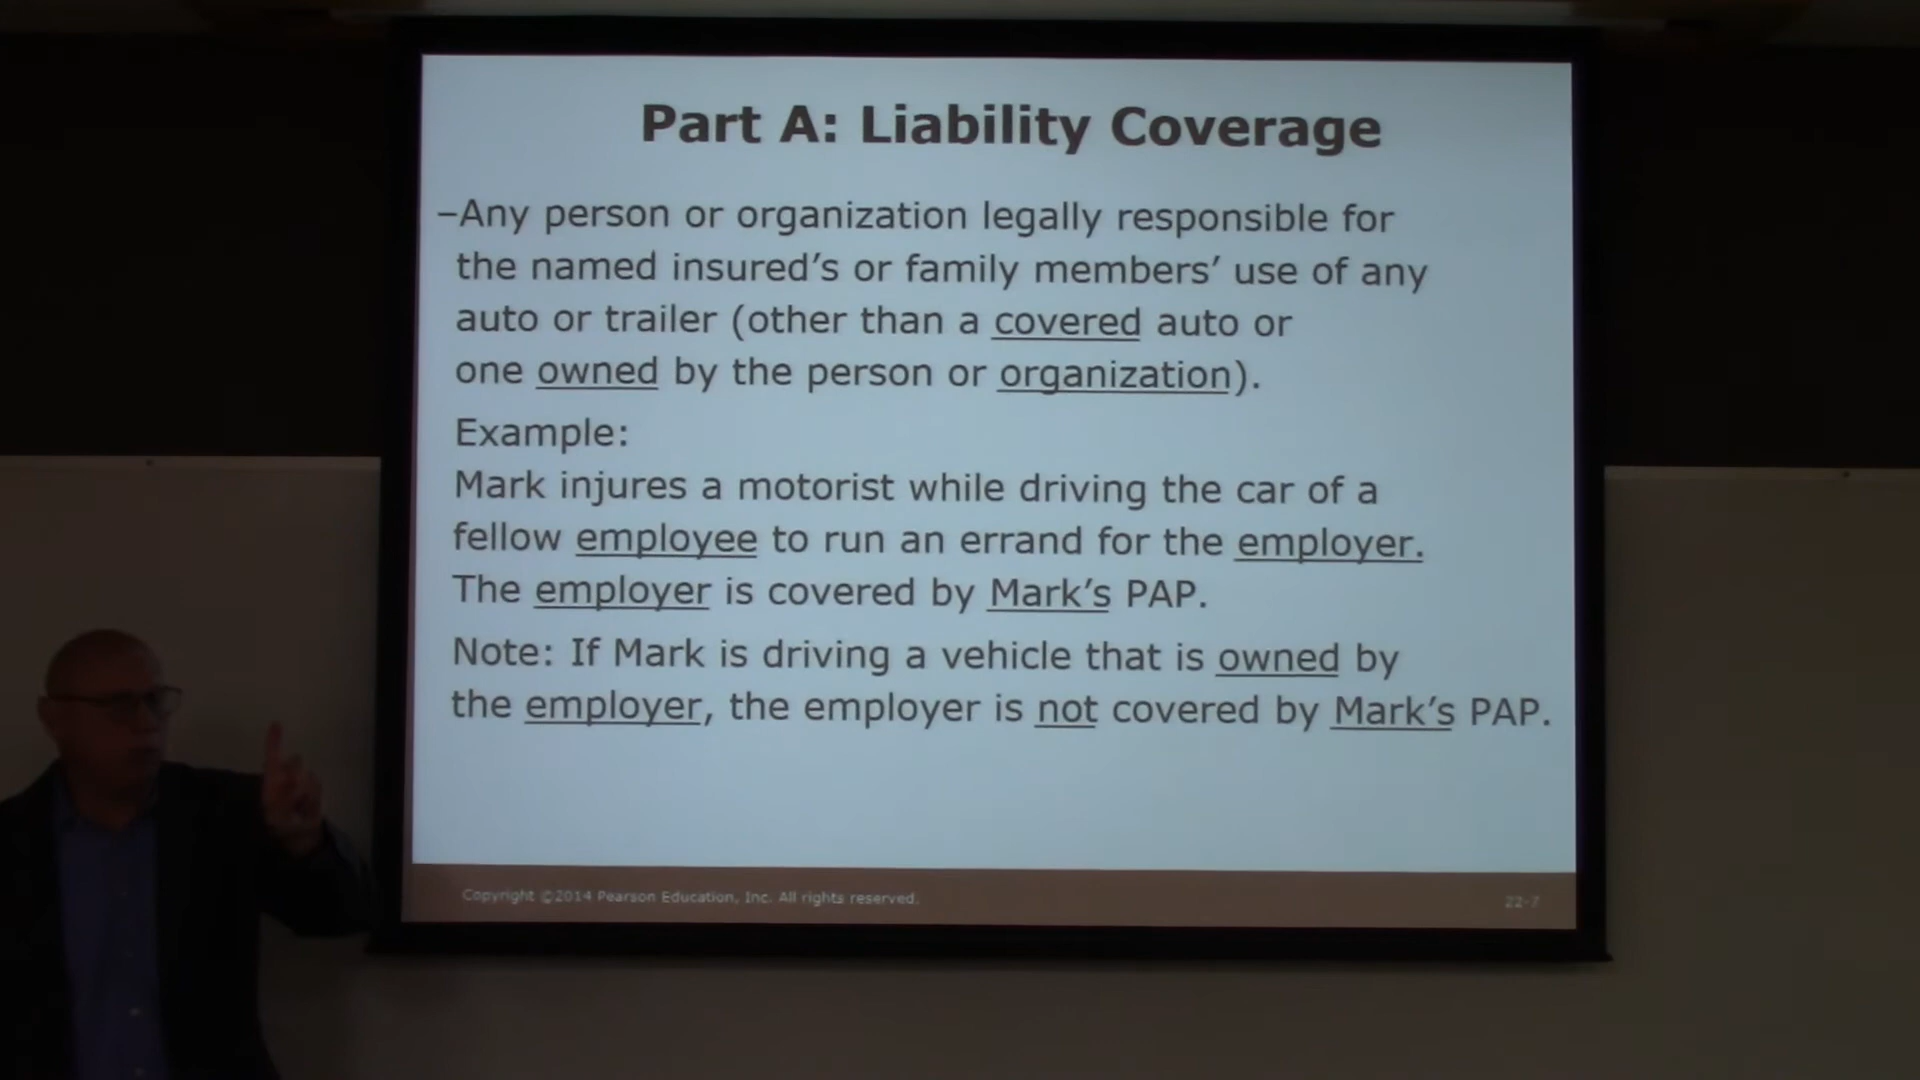 Part A: Liability Coverage
–Any person or organization legally responsible for
the named insured's or family members' use of any
auto or trailer (other than a covered auto or
one owned by the person or organization).
Example:
Mark injures a motorist while driving the car of a
fellow employee to run an errand for the employer.
The employer is covered by Mark's PAP.
Note: If Mark is driving a vehicle that is owned by
the employer, the employer is not covered by Mark's PAP.
Copyright ©2014 Pearson Education, Inc. All rights reserved.
22-7